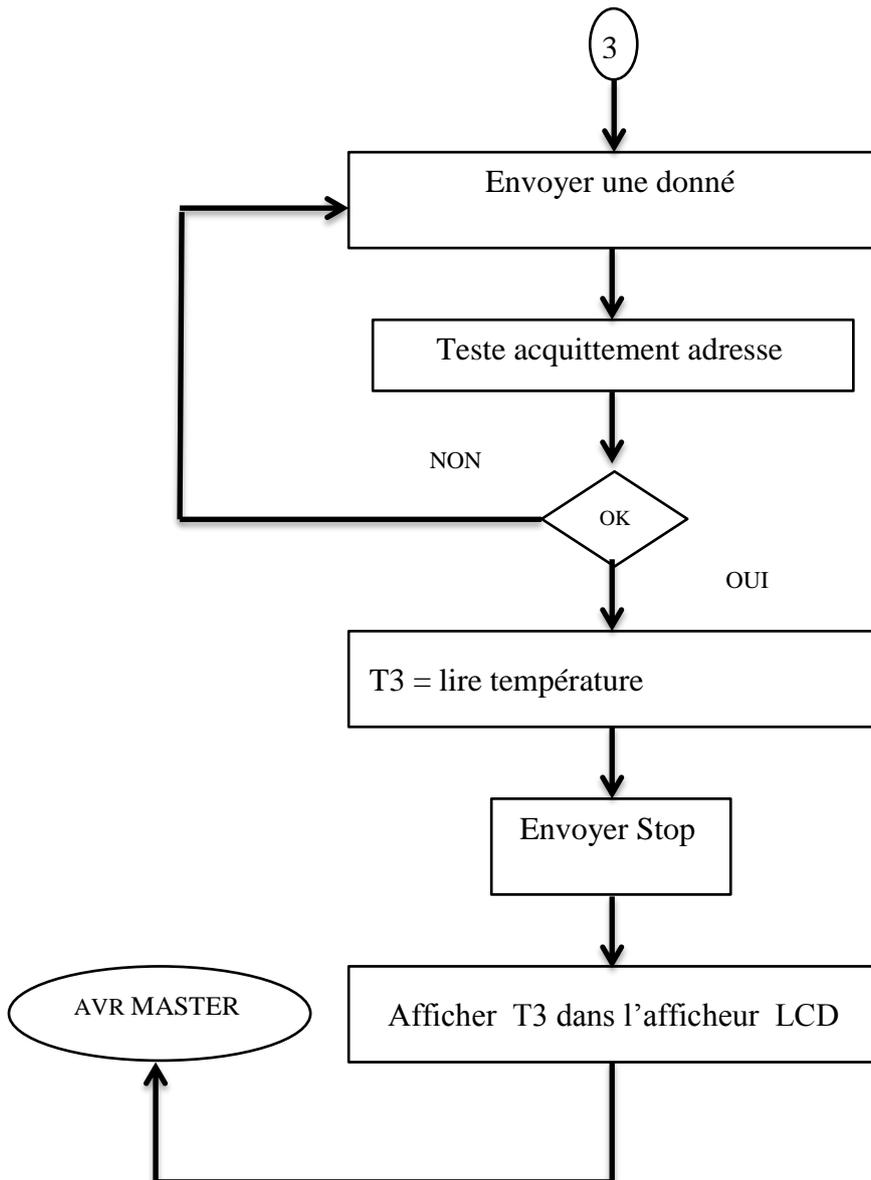 3
Envoyer une donné
Teste acquittement adresse
NON
OK
OUI
T3 = lire température
Envoyer Stop
AVR MASTER
Afficher T3 dans l’afficheur LCD